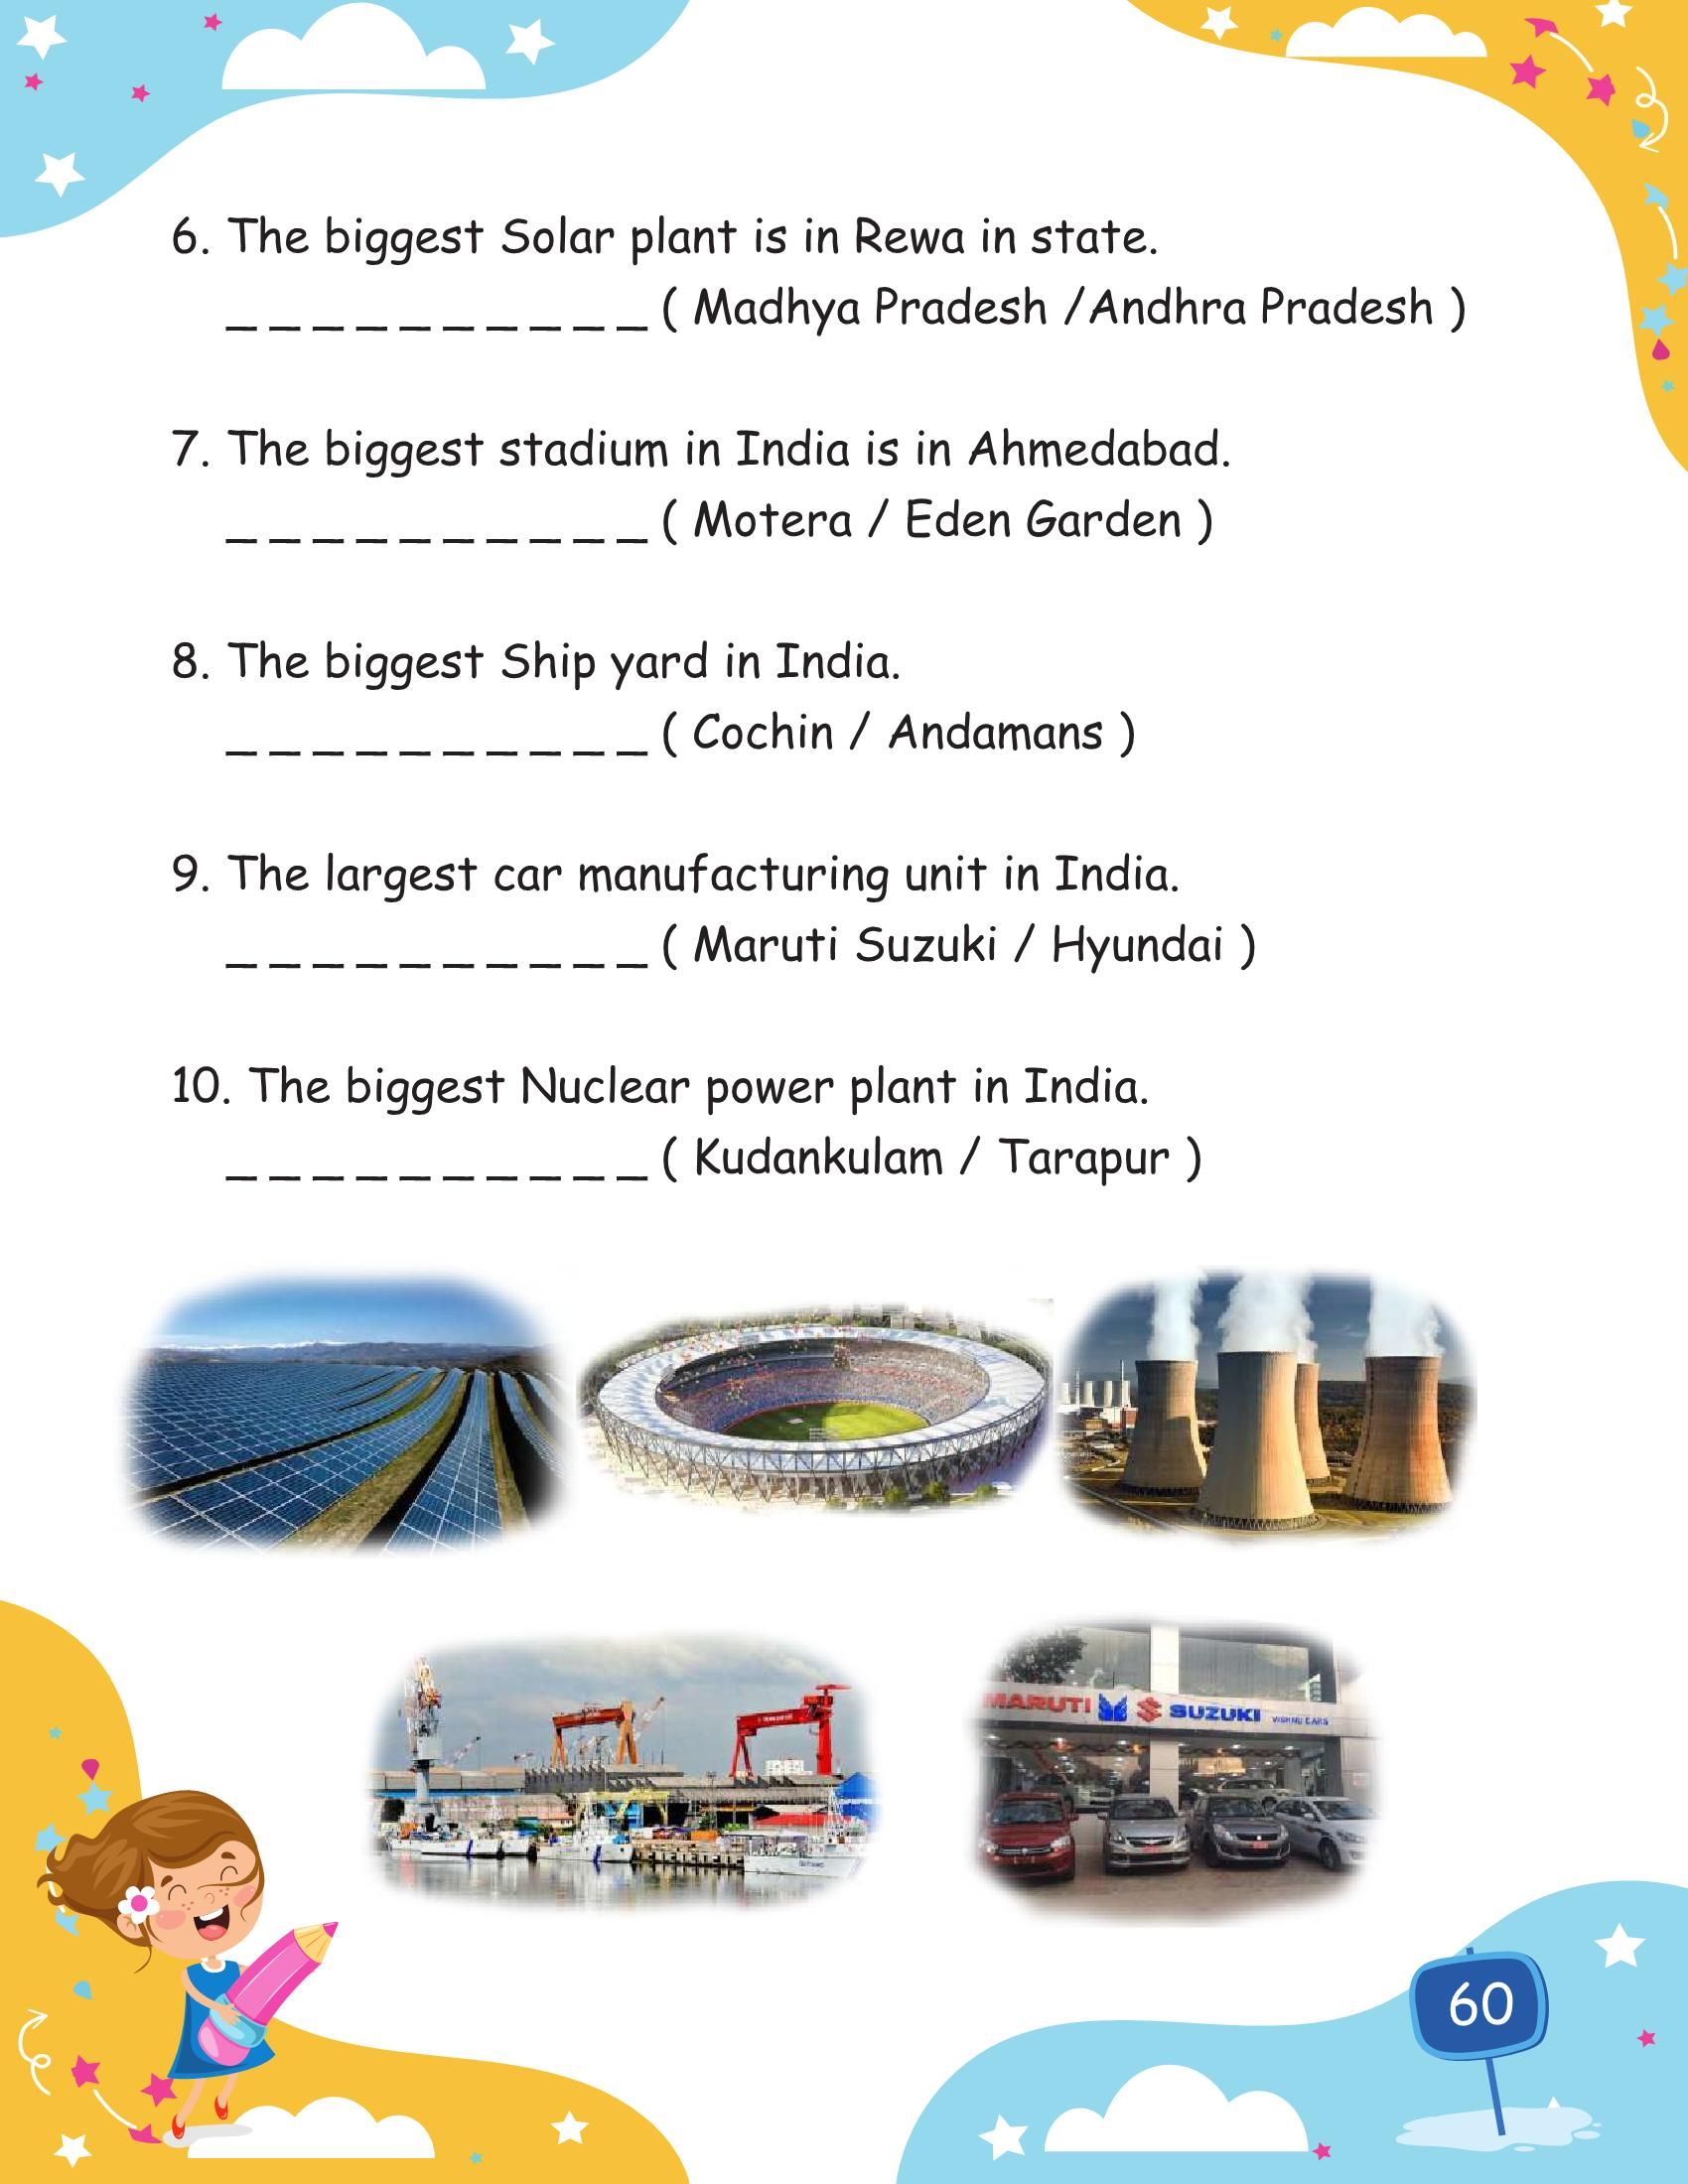 6. The biggest Solar plant is in Rewa in state.
_ _ _ _ _ _ _ _ _ _ ( Madhya Pradesh /Andhra Pradesh )
7. The biggest stadium in India is in Ahmedabad.
_ _ _ _ _ _ _ _ _ _ ( Motera / Eden Garden )
8. The biggest Ship yard in India.
_ _ _ _ _ _ _ _ _ _ ( Cochin / Andamans )
9. The largest car manufacturing unit in India.
_ _ _ _ _ _ _ _ _ _ ( Maruti Suzuki / Hyundai )
10. The biggest Nuclear power plant in India.
_ _ _ _ _ _ _ _ _ _ ( Kudankulam / Tarapur )
MARUTI SUZUKI VISHNU CARS
60